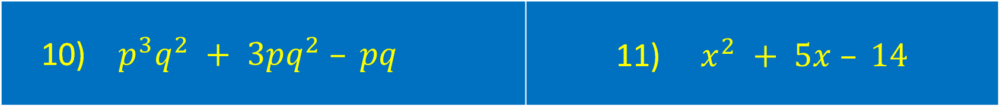 10) p³q² + 3pq² – pq
11) x² + 5x – 14